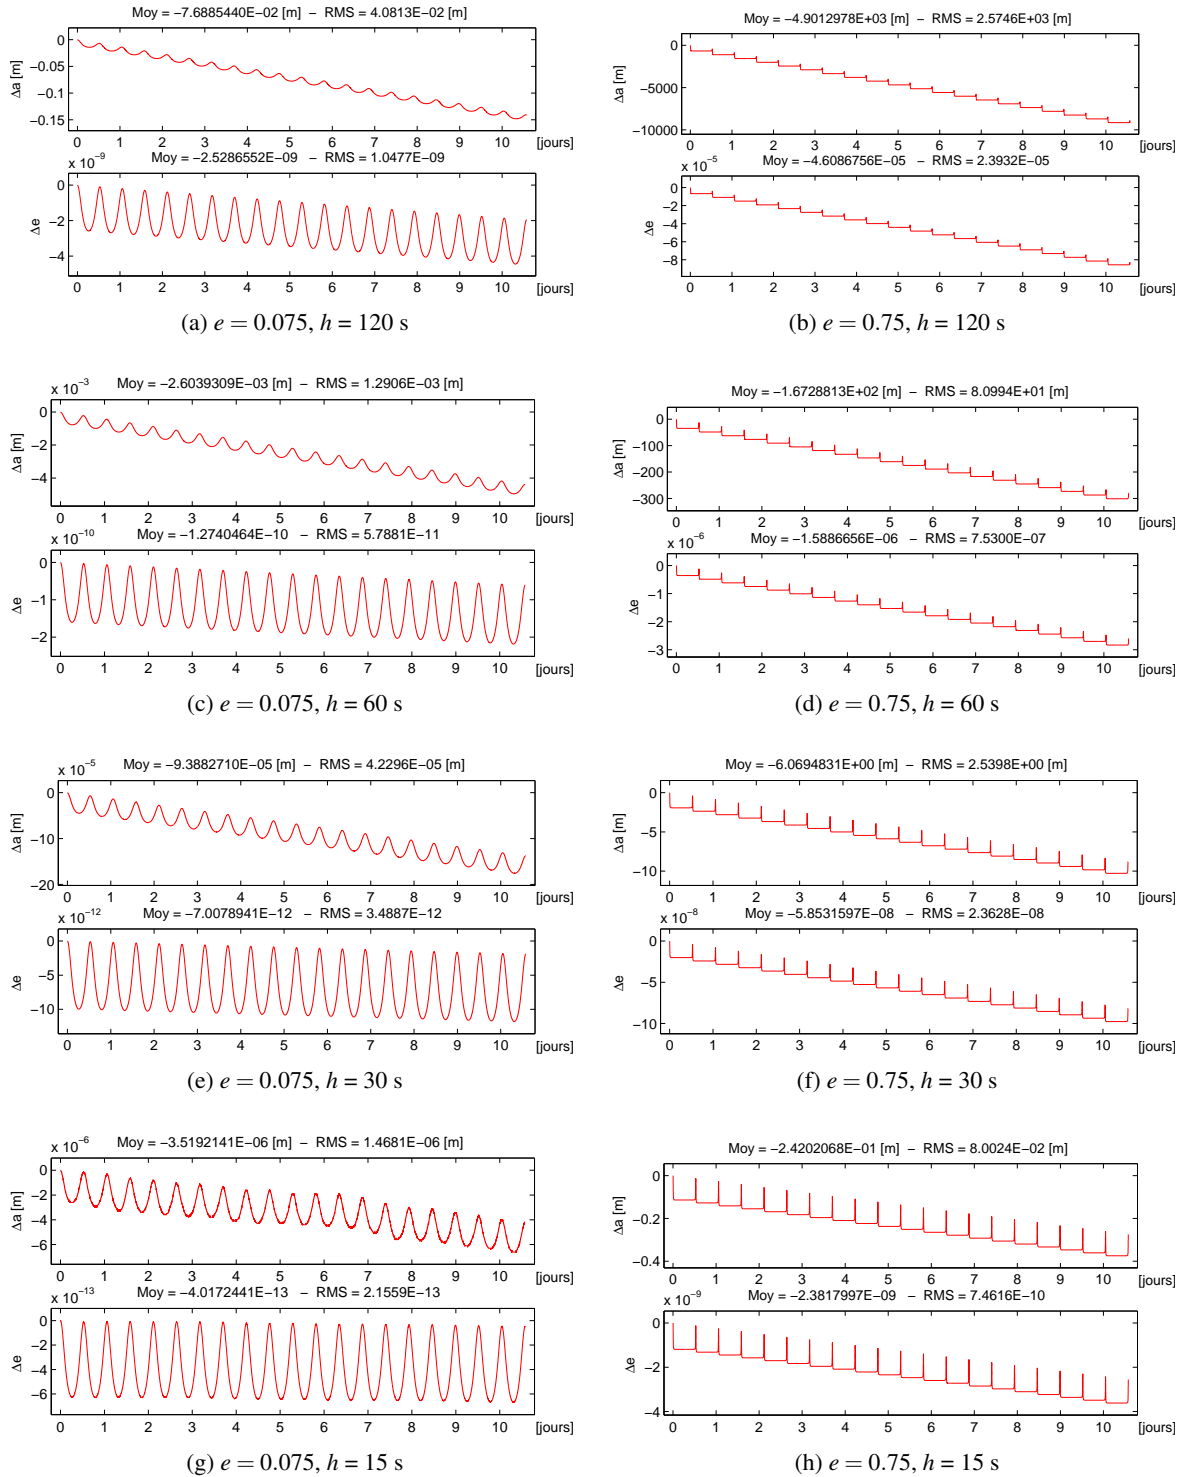 Moy = −7.6885440E−02 [m] − RMS = 4.0813E−02 [m]
Δa [m]
0
−0.05
−0.1
−0.15
0 1 2 3 4 5 6 7 8 9 10 [jours]
x 10⁻⁹ Moy = −2.5286552E−09 − RMS = 1.0477E−09
Δe
0
−2
−4
0 1 2 3 4 5 6 7 8 9 10 [jours]
(a) e = 0.075, h = 120 s
Moy = −4.9012978E+03 [m] − RMS = 2.5746E+03 [m]
Δa [m]
0
−5000
−10000
0 1 2 3 4 5 6 7 8 9 10 [jours]
x 10⁻⁵ Moy = −4.6086756E−05 − RMS = 2.3932E−05
Δe
0
−2
−4
−6
−8
0 1 2 3 4 5 6 7 8 9 10 [jours]
(b) e = 0.75, h = 120 s
x 10⁻³ Moy = −2.6039309E−03 [m] − RMS = 1.2906E−03 [m]
Δa [m]
0
−2
−4
0 1 2 3 4 5 6 7 8 9 10 [jours]
x 10⁻¹⁰ Moy = −1.2740464E−10 − RMS = 5.7881E−11
Δe
0
−1
−2
0 1 2 3 4 5 6 7 8 9 10 [jours]
(c) e = 0.075, h = 60 s
Moy = −1.6728813E+02 [m] − RMS = 8.0994E+01 [m]
Δa [m]
0
−100
−200
−300
0 1 2 3 4 5 6 7 8 9 10 [jours]
x 10⁻⁶ Moy = −1.5886656E−06 − RMS = 7.5300E−07
Δe
0
−1
−2
−3
0 1 2 3 4 5 6 7 8 9 10 [jours]
(d) e = 0.75, h = 60 s
x 10⁻⁵ Moy = −9.3882710E−05 [m] − RMS = 4.2296E−05 [m]
Δa [m]
0
−10
−20
0 1 2 3 4 5 6 7 8 9 10 [jours]
x 10⁻¹² Moy = −7.0078941E−12 − RMS = 3.4887E−12
Δe
0
−5
−10
0 1 2 3 4 5 6 7 8 9 10 [jours]
(e) e = 0.075, h = 30 s
Moy = −6.0694831E+00 [m] − RMS = 2.5398E+00 [m]
Δa [m]
0
−5
−10
0 1 2 3 4 5 6 7 8 9 10 [jours]
x 10⁻⁸ Moy = −5.8531597E−08 − RMS = 2.3628E−08
Δe
0
−5
−10
0 1 2 3 4 5 6 7 8 9 10 [jours]
(f) e = 0.75, h = 30 s
x 10⁻⁶ Moy = −3.5192141E−06 [m] − RMS = 1.4681E−06 [m]
Δa [m]
0
−2
−4
−6
0 1 2 3 4 5 6 7 8 9 10 [jours]
x 10⁻¹³ Moy = −4.0172441E−13 − RMS = 2.1559E−13
Δe
0
−2
−4
−6
0 1 2 3 4 5 6 7 8 9 10 [jours]
(g) e = 0.075, h = 15 s
Moy = −2.4202068E−01 [m] − RMS = 8.0024E−02 [m]
Δa [m]
0
−0.2
−0.4
0 1 2 3 4 5 6 7 8 9 10 [jours]
x 10⁻⁹ Moy = −2.3817997E−09 − RMS = 7.4616E−10
Δe
0
−2
−4
0 1 2 3 4 5 6 7 8 9 10 [jours]
(h) e = 0.75, h = 15 s